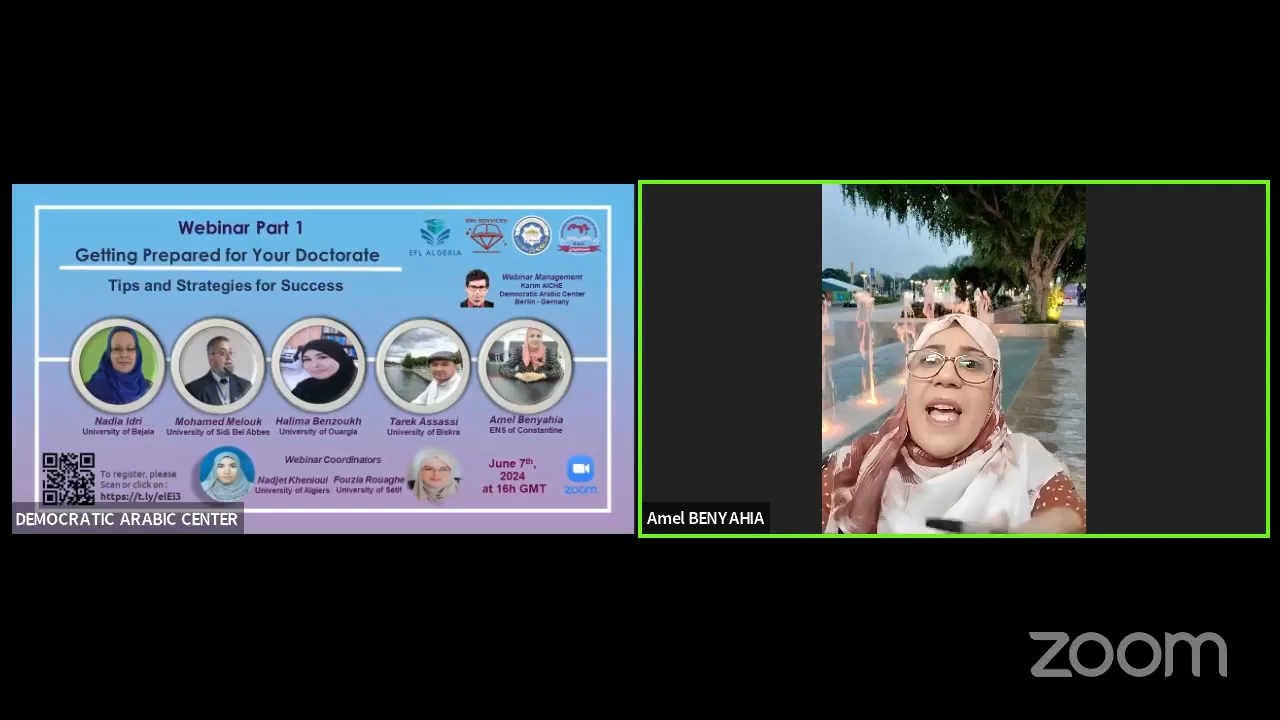 Webinar Part 1
Getting Prepared for Your Doctorate
Tips and Strategies for Success
EFL ALGERIA
IDRI SERVICES
Webinar Management
Karim AICHE
Democratic Arabic Center
Berlin - Gernany
Nadia Idri
University of Bejaia
Mohamed Melouk
University of Sidi Bel Abbes
Halima Benzoukh
University of Ouargla
Tarek Assassi
University of Biskra
Amel Benyahia
ENS of Constantine
To register, please
Scan or click on :
https://t.ly/elEi3
Webinar Coordinators
Nadjet Khenioui
University of Algiers
Fouzia Rouaghe
University of Setif
June 7th,
2024
at 16h GMT
zoom
DEMOCRATIC ARABIC CENTER
Amel BENYAHIA
zoom